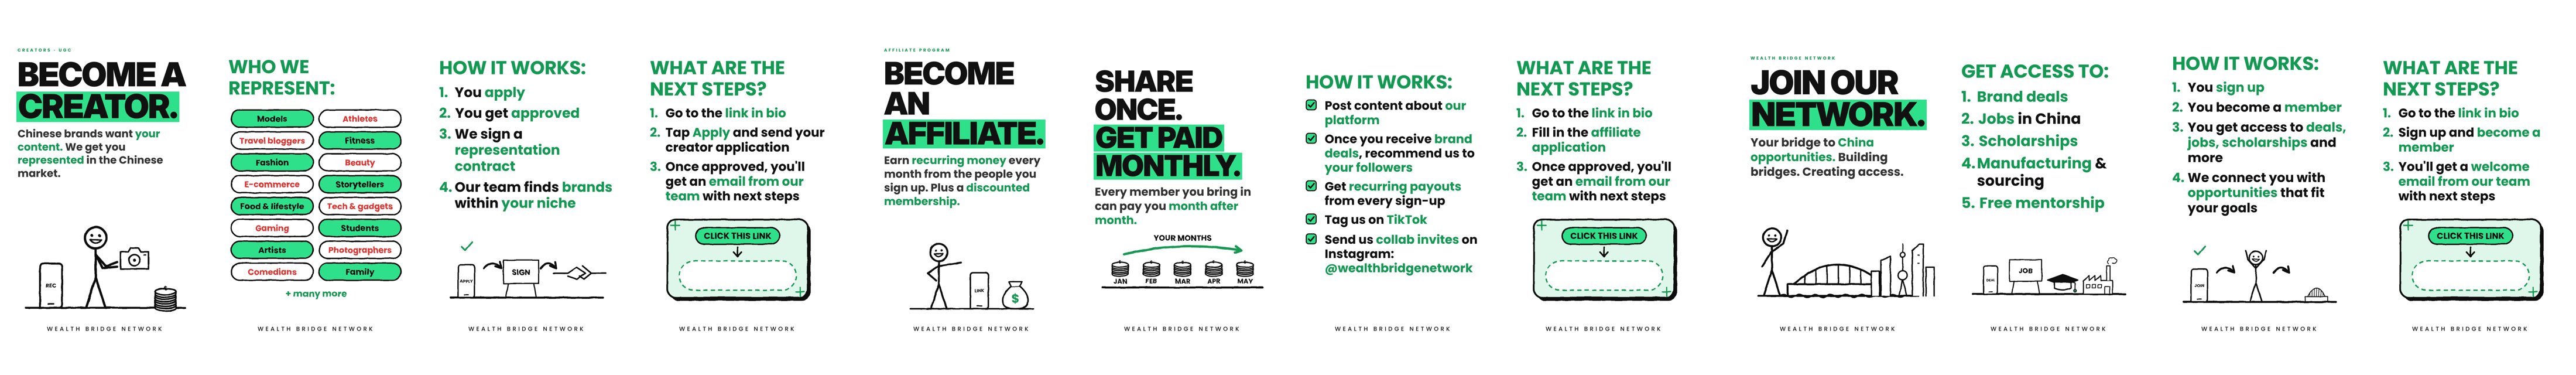 CREATORS · UGC
BECOME A
CREATOR.
Chinese brands want your
content. We get you
represented in the Chinese
market.
REC
WEALTH BRIDGE NETWORK
WHO WE
REPRESENT:
Models
Athletes
Travel bloggers
Fitness
Fashion
Beauty
E-commerce
Storytellers
Food & lifestyle
Tech & gadgets
Gaming
Students
Artists
Photographers
Comedians
Family
+ many more
WEALTH BRIDGE NETWORK
HOW IT WORKS:
1. You apply
2. You get approved
3. We sign a
representation
contract
4. Our team finds brands
within your niche
APPLY
SIGN
WEALTH BRIDGE NETWORK
WHAT ARE THE
NEXT STEPS?
1. Go to the link in bio
2. Tap Apply and send your
creator application
3. Once approved, you'll
get an email from our
team with next steps
CLICK THIS LINK
WEALTH BRIDGE NETWORK
AFFILIATE PROGRAM
BECOME
AN
AFFILIATE.
Earn recurring money every
month from the people you
sign up. Plus a discounted
membership.
LINK
$
WEALTH BRIDGE NETWORK
SHARE
ONCE.
GET PAID
MONTHLY.
Every member you bring in
can pay you month after
month.
YOUR MONTHS
JAN FEB MAR APR MAY
WEALTH BRIDGE NETWORK
HOW IT WORKS:
Post content about our
platform
Once you receive brand
deals, recommend us to
your followers
Get recurring payouts
from every sign-up
Tag us on TikTok
Send us collab invites on
Instagram:
@wealthbridgenetwork
WEALTH BRIDGE NETWORK
WHAT ARE THE
NEXT STEPS?
1. Go to the link in bio
2. Fill in the affiliate
application
3. Once approved, you'll
get an email from our
team with next steps
CLICK THIS LINK
WEALTH BRIDGE NETWORK
WEALTH BRIDGE NETWORK
JOIN OUR
NETWORK.
Your bridge to China
opportunities. Building
bridges. Creating access.
WEALTH BRIDGE NETWORK
GET ACCESS TO:
1. Brand deals
2. Jobs in China
3. Scholarships
4. Manufacturing &
sourcing
5. Free mentorship
DEAL
JOB
WEALTH BRIDGE NETWORK
HOW IT WORKS:
1. You sign up
2. You become a member
3. You get access to deals,
jobs, scholarships and
more
4. We connect you with
opportunities that fit
your goals
JOIN
WEALTH BRIDGE NETWORK
WHAT ARE THE
NEXT STEPS?
1. Go to the link in bio
2. Sign up and become a
member
3. You'll get a welcome
email from our team
with next steps
CLICK THIS LINK
WEALTH BRIDGE NETWORK